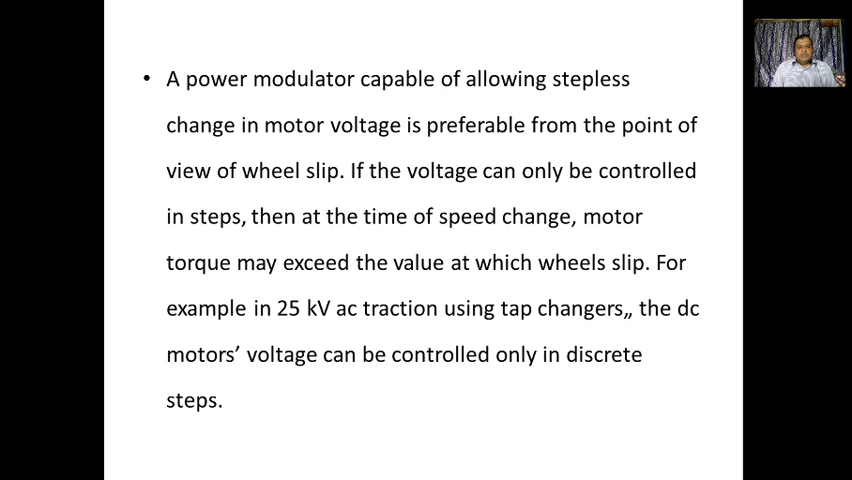 • A power modulator capable of allowing stepless
change in motor voltage is preferable from the point of
view of wheel slip. If the voltage can only be controlled
in steps, then at the time of speed change, motor
torque may exceed the value at which wheels slip. For
example in 25 kV ac traction using tap changers,, the dc
motors’ voltage can be controlled only in discrete
steps.